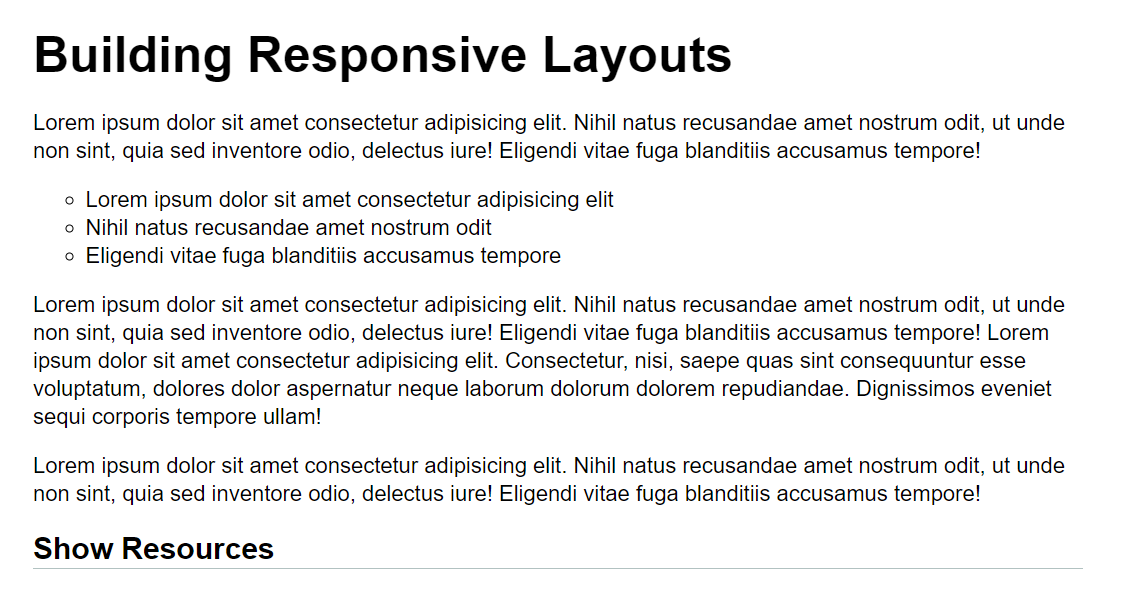 Building Responsive Layouts
Lorem ipsum dolor sit amet consectetur adipisicing elit. Nihil natus recusandae amet nostrum odit, ut unde
non sint, quia sed inventore odio, delectus iure! Eligendi vitae fuga blanditiis accusamus tempore!
Lorem ipsum dolor sit amet consectetur adipisicing elit
Nihil natus recusandae amet nostrum odit
Eligendi vitae fuga blanditiis accusamus tempore
Lorem ipsum dolor sit amet consectetur adipisicing elit. Nihil natus recusandae amet nostrum odit, ut unde
non sint, quia sed inventore odio, delectus iure! Eligendi vitae fuga blanditiis accusamus tempore! Lorem
ipsum dolor sit amet consectetur adipisicing elit. Consectetur, nisi, saepe quas sint consequuntur esse
voluptatum, dolores dolor aspernatur neque laborum dolorum dolorem repudiandae. Dignissimos eveniet
sequi corporis tempore ullam!
Lorem ipsum dolor sit amet consectetur adipisicing elit. Nihil natus recusandae amet nostrum odit, ut unde
non sint, quia sed inventore odio, delectus iure! Eligendi vitae fuga blanditiis accusamus tempore!
Show Resources